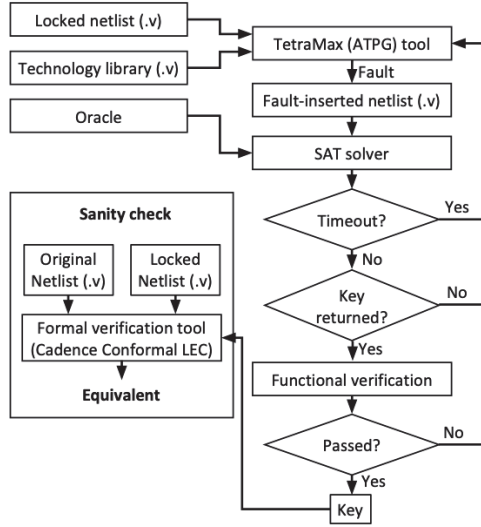 Locked netlist (.v)
Technology library (.v)
Oracle
TetraMax (ATPG) tool
Fault
Fault-inserted netlist (.v)
SAT solver
Timeout?
Yes
No
Key
returned?
No
Yes
Functional verification
Passed?
No
Yes
Key
Sanity check
Original
Netlist (.v)
Locked
Netlist (.v)
Formal verification tool
(Cadence Conformal LEC)
Equivalent